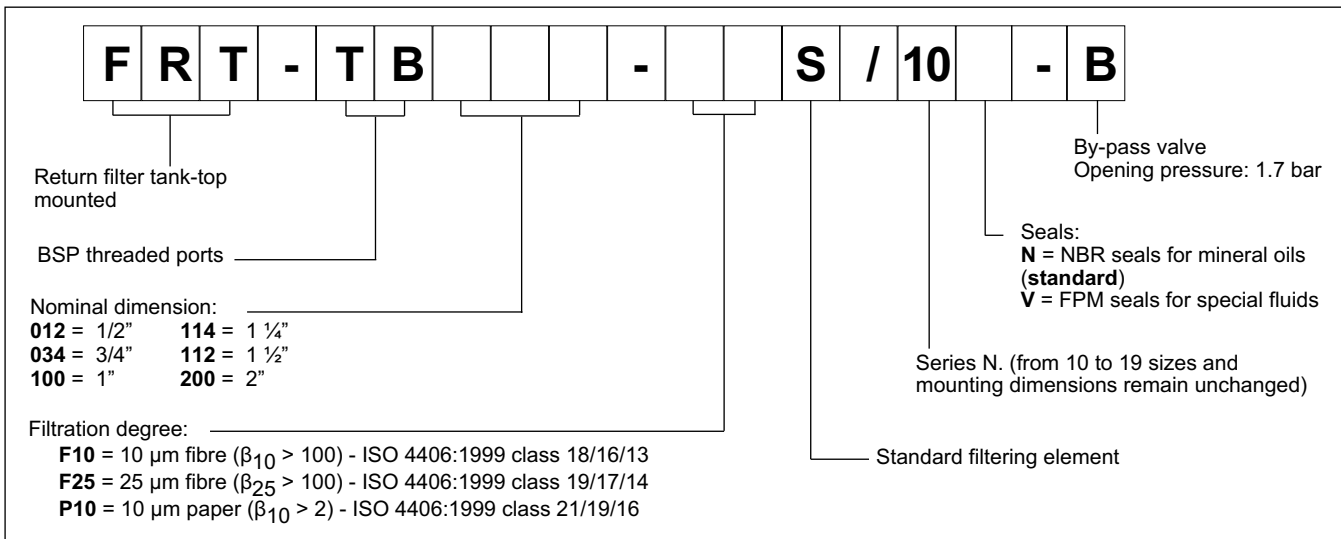 F R T - T B - S / 10 - B
Return filter tank-top
mounted
BSP threaded ports
Nominal dimension:
012 = 1/2” 114 = 1 ¼”
034 = 3/4” 112 = 1 ½”
100 = 1” 200 = 2”
Filtration degree:
F10 = 10 µm fibre (β10 > 100) - ISO 4406:1999 class 18/16/13
F25 = 25 µm fibre (β25 > 100) - ISO 4406:1999 class 19/17/14
P10 = 10 µm paper (β10 > 2) - ISO 4406:1999 class 21/19/16
By-pass valve
Opening pressure: 1.7 bar
Seals:
N = NBR seals for mineral oils
(standard)
V = FPM seals for special fluids
Series N. (from 10 to 19 sizes and
mounting dimensions remain unchanged)
Standard filtering element